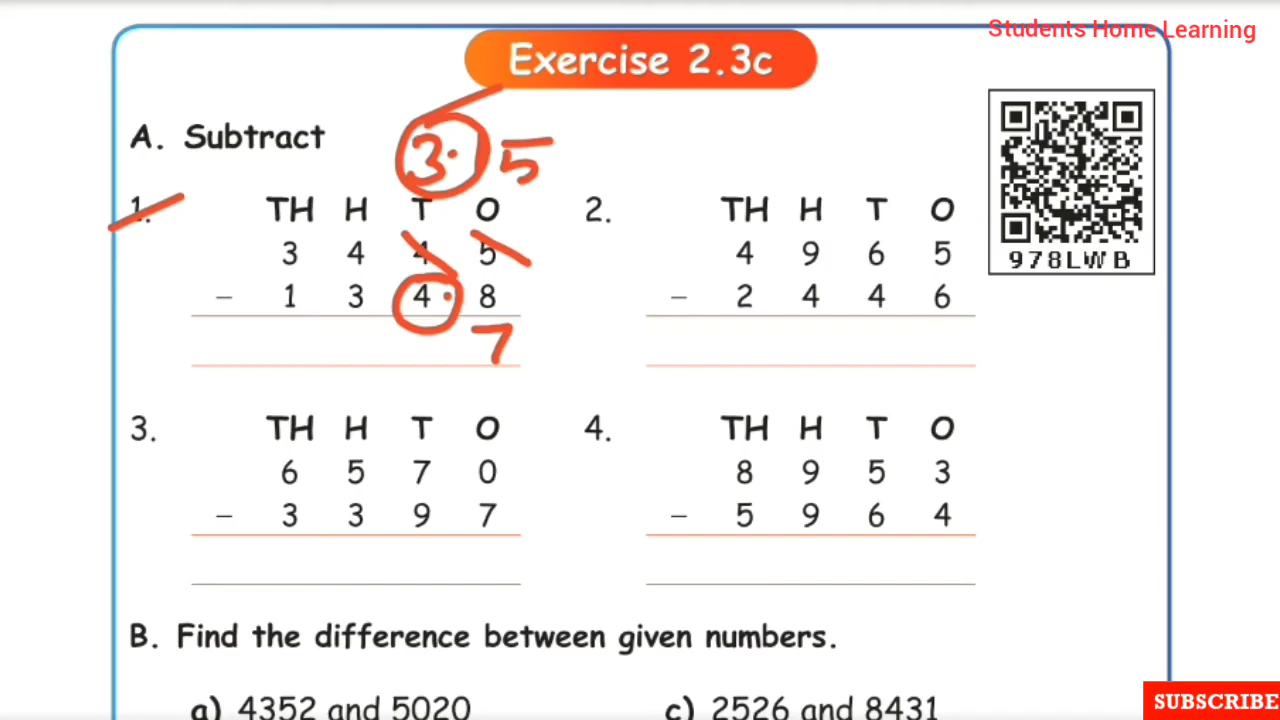 Students Home Learning
Exercise 2.3c
A. Subtract
3 5
1. TH H T O 2. TH H T O
3 4 4 5 4 9 6 5
− 1 3 4 8 − 2 4 4 6
7
978LWB
3. TH H T O 4. TH H T O
6 5 7 0 8 9 5 3
− 3 3 9 7 − 5 9 6 4
B. Find the difference between given numbers.
a) 4352 and 5020 c) 2526 and 8431
SUBSCRIBE